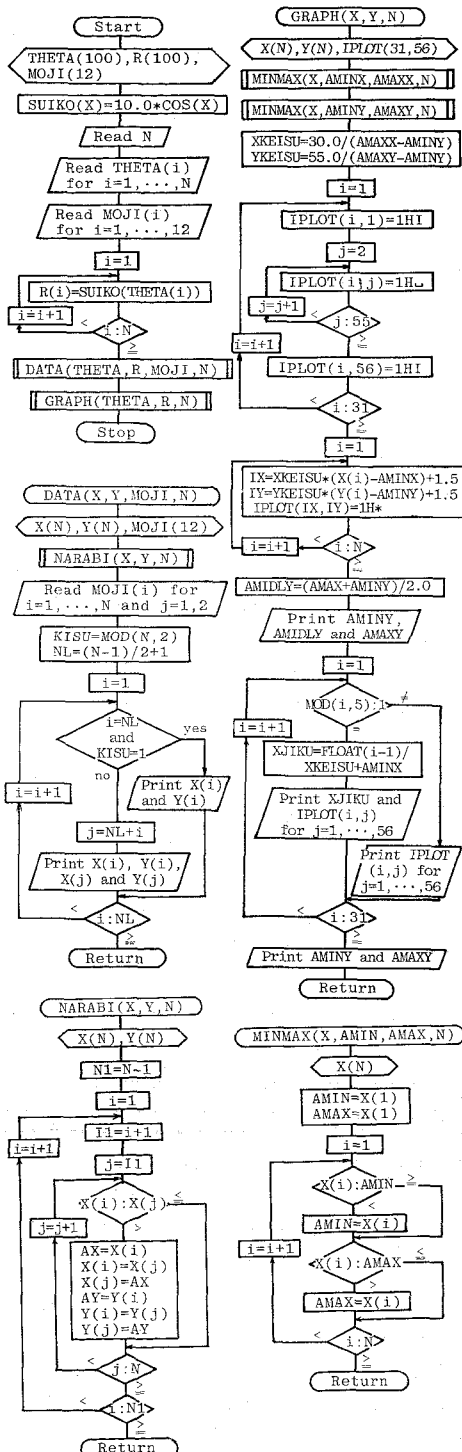 Start
THETA(100),R(100),
MOJI(12)
SUIKO(X)=10.0*COS(X)
Read N
Read THETA(i)
for i=1,···,N
Read MOJI(i)
for i=1,···,12
i=1
R(i)=SUIKO(THETA(i))
i=i+1
<
i:N
≧
DATA(THETA,R,MOJI,N)
GRAPH(THETA,R,N)
Stop
DATA(X,Y,MOJI,N)
X(N),Y(N),MOJI(12)
NARABI(X,Y,N)
Read MOJI(i) for
i=1,···,N and j=1,2
KISU=MOD(N,2)
NL=(N-1)/2+1
i=1
i=NL
and
KISU=1
yes
no
i=i+1
Print X(i)
and Y(i)
j=NL+i
Print X(i), Y(i),
X(j) and Y(j)
<
i:NL
≧
Return
NARABI(X,Y,N)
X(N),Y(N)
N1=N-1
i=1
i=i+1
I1=i+1
j=I1
X(i):X(j)
≦
j=j+1
>
AX=X(i)
X(i)=X(j)
X(j)=AX
AY=Y(i)
Y(i)=Y(j)
Y(j)=AY
<
j:N
≧
<
i:N1
≧
Return
GRAPH(X,Y,N)
X(N),Y(N),IPLOT(31,56)
MINMAX(X,AMINX,AMAXX,N)
MINMAX(X,AMINY,AMAXY,N)
XKEISU=30.0/(AMAXX-AMINY)
YKEISU=55.0/(AMAXY-AMINY)
i=1
IPLOT(i,1)=1HI
j=2
IPLOT(i,j)=1H␣
j=j+1
<
j:55
≧
i=i+1
IPLOT(i,56)=1HI
<
i:31
≧
i=1
IX=XKEISU*(X(i)-AMINX)+1.5
IY=YKEISU*(Y(i)-AMINY)+1.5
IPLOT(IX,IY)=1H*
i=i+1
<
i:N
≧
AMIDLY=(AMAX+AMINY)/2.0
Print AMINY,
AMIDLY and AMAXY
i=1
MOD(i,5):1
≠
i=i+1
=
XJIKU=FLOAT(i-1)/
XKEISU+AMINX
Print XJIKU and
IPLOT(i,j)
for j=1,···,56
Print IPLOT
(i,j) for
j=1,···,56
<
i:31
≧
Print AMINY and AMAXY
Return
MINMAX(X,AMIN,AMAX,N)
X(N)
AMIN=X(1)
AMAX=X(1)
i=1
X(i):AMIN
≧
<
AMIN=X(i)
i=i+1
X(i):AMAX
≦
>
AMAX=X(i)
<
i:N
≧
Return